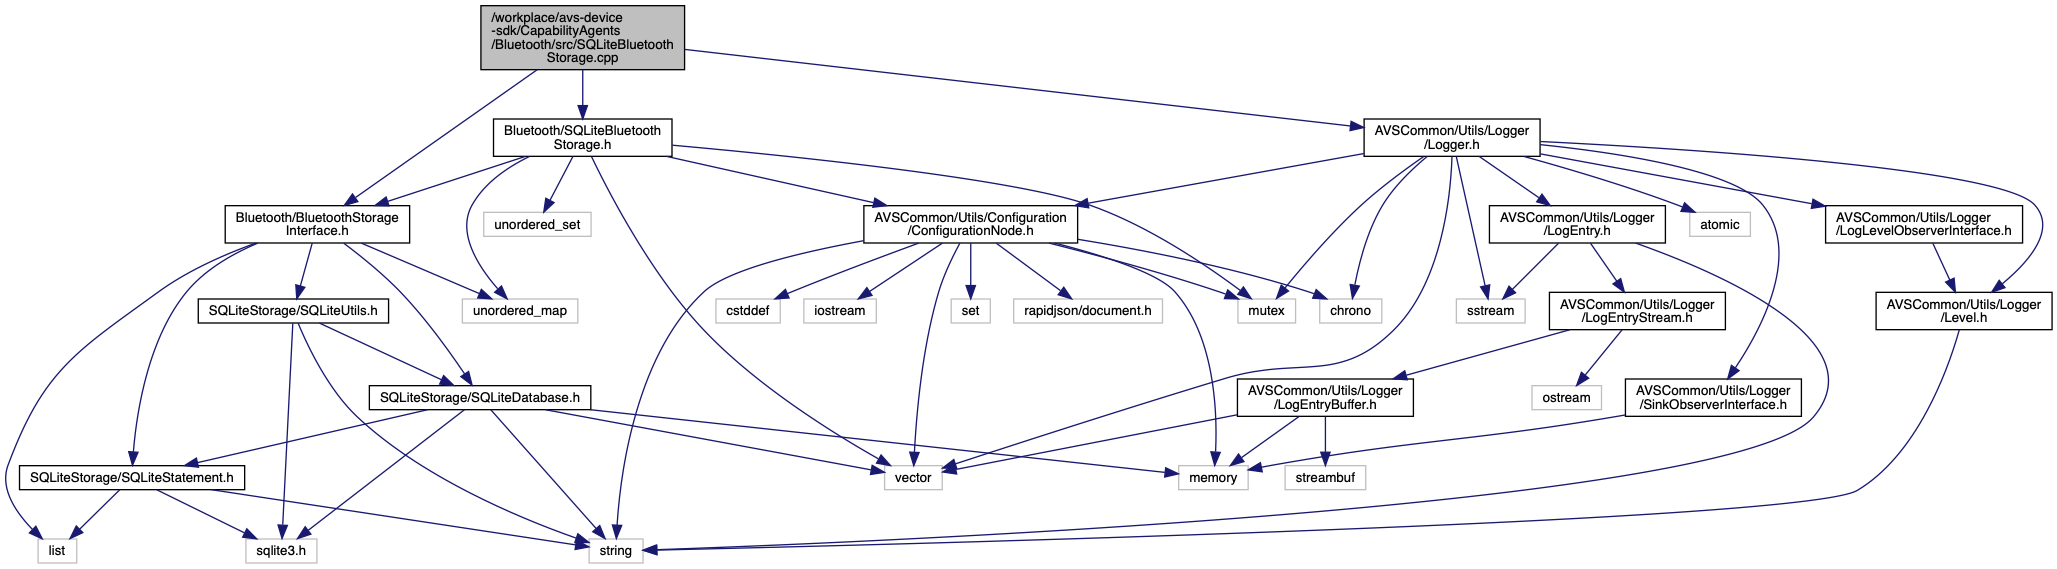 /workplace/avs-device
-sdk/CapabilityAgents
/Bluetooth/src/SQLiteBluetooth
Storage.cpp
Bluetooth/SQLiteBluetooth
Storage.h
AVSCommon/Utils/Logger
/Logger.h
Bluetooth/BluetoothStorage
Interface.h
unordered_set
AVSCommon/Utils/Configuration
/ConfigurationNode.h
AVSCommon/Utils/Logger
/LogEntry.h
atomic
AVSCommon/Utils/Logger
/LogLevelObserverInterface.h
SQLiteStorage/SQLiteUtils.h
unordered_map
cstddef
iostream
set
rapidjson/document.h
mutex
chrono
sstream
AVSCommon/Utils/Logger
/LogEntryStream.h
AVSCommon/Utils/Logger
/Level.h
SQLiteStorage/SQLiteDatabase.h
AVSCommon/Utils/Logger
/LogEntryBuffer.h
ostream
AVSCommon/Utils/Logger
/SinkObserverInterface.h
SQLiteStorage/SQLiteStatement.h
vector
memory
streambuf
list
sqlite3.h
string